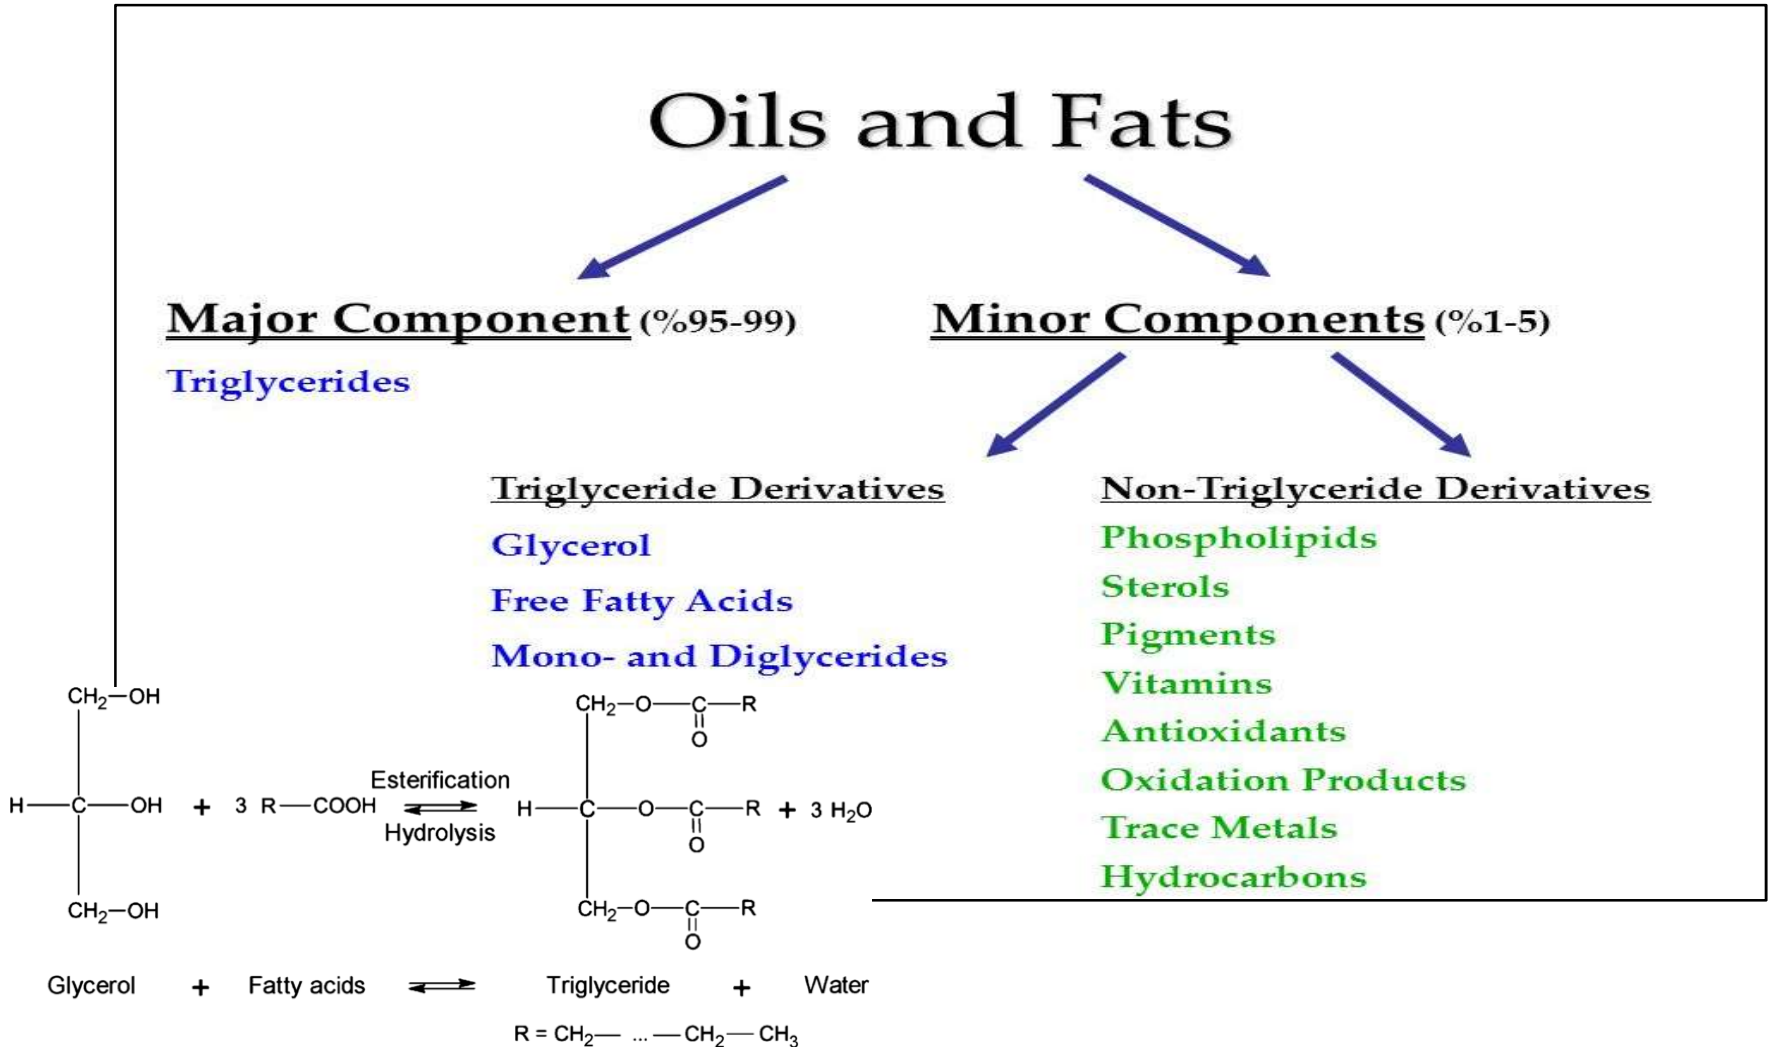 Oils and Fats
Major Component (%95-99)
Triglycerides
Minor Components (%1-5)
Triglyceride Derivatives
Glycerol
Free Fatty Acids
Mono- and Diglycerides
Non-Triglyceride Derivatives
Phospholipids
Sterols
Pigments
Vitamins
Antioxidants
Oxidation Products
Trace Metals
Hydrocarbons
CH₂—OH
H—C—OH + 3 R—COOH
CH₂—OH
Esterification
Hydrolysis
CH₂—O—C—R
O
H—C—O—C—R + 3 H₂O
O
CH₂—O—C—R
O
Glycerol + Fatty acids ⇌ Triglyceride + Water
R = CH₂— ... —CH₂—CH₃